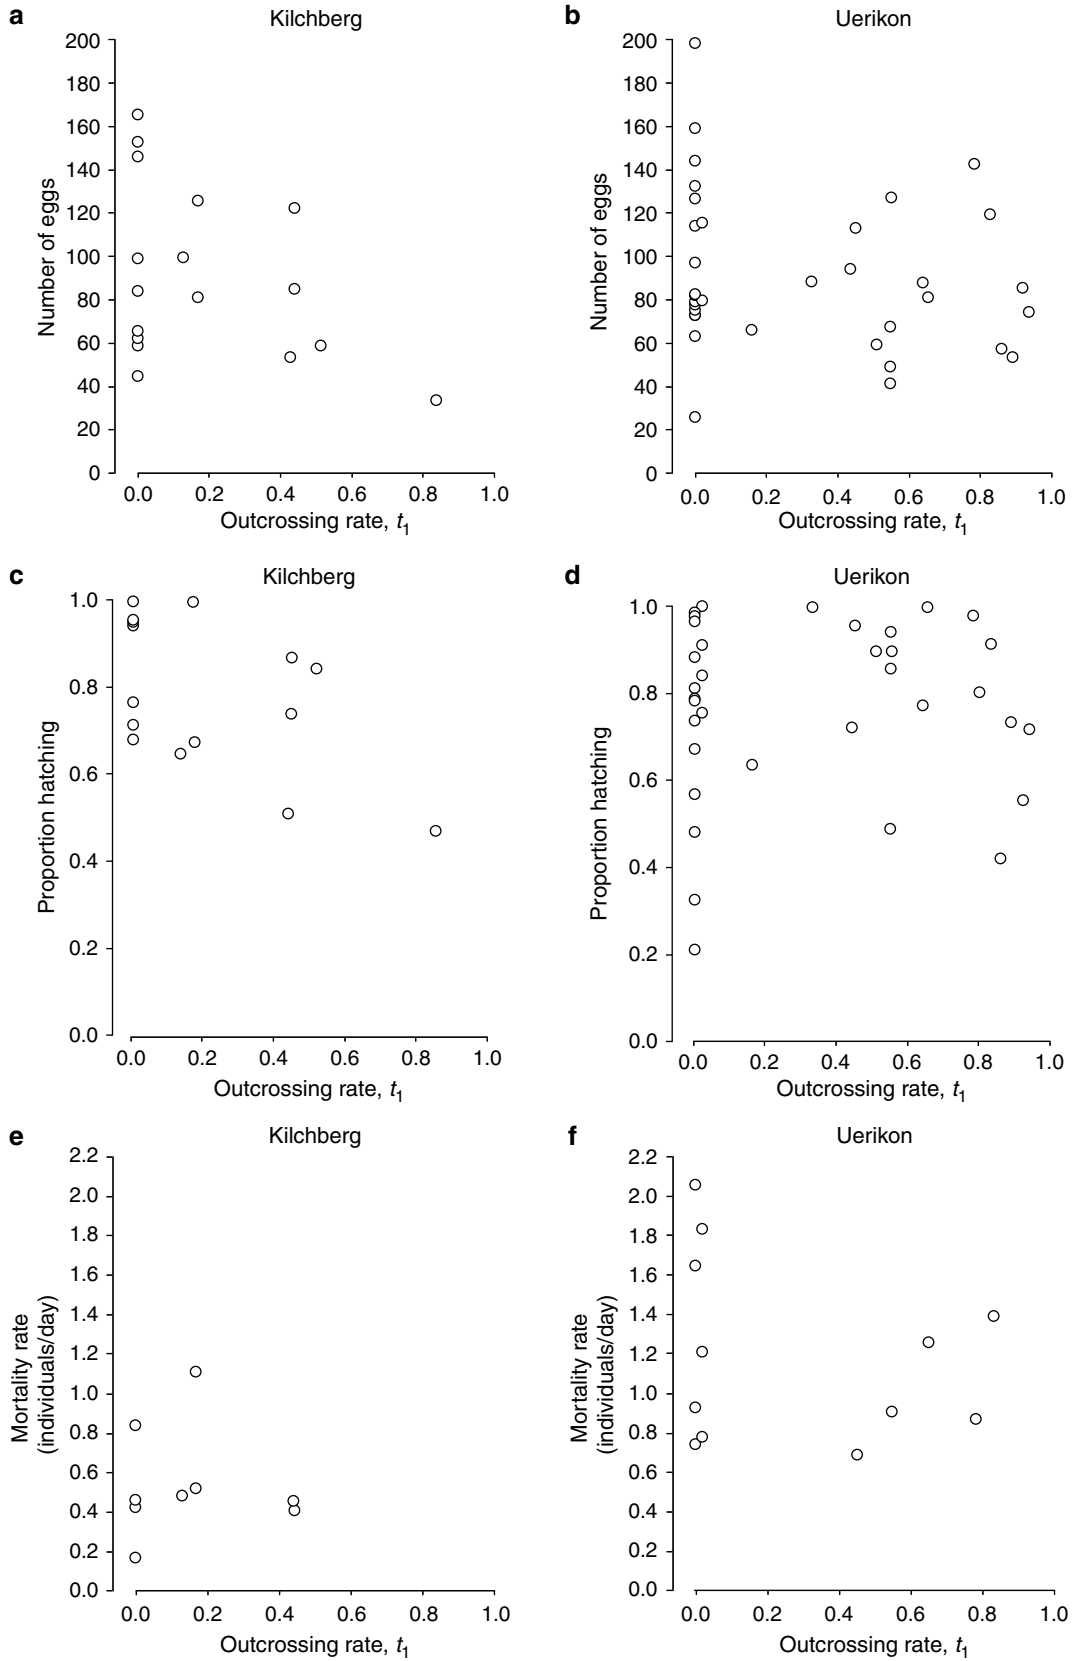 a
Kilchberg
200
180
160
140
120
100
80
60
40
20
0
Number of eggs
0.0 0.2 0.4 0.6 0.8 1.0
Outcrossing rate, t1
b
Uerikon
200
180
160
140
120
100
80
60
40
20
0
Number of eggs
0.0 0.2 0.4 0.6 0.8 1.0
Outcrossing rate, t1
c
Kilchberg
1.0
0.8
0.6
0.4
0.2
0.0
Proportion hatching
0.0 0.2 0.4 0.6 0.8 1.0
Outcrossing rate, t1
d
Uerikon
1.0
0.8
0.6
0.4
0.2
0.0
Proportion hatching
0.0 0.2 0.4 0.6 0.8 1.0
Outcrossing rate, t1
e
Kilchberg
2.2
2.0
1.8
1.6
1.4
1.2
1.0
0.8
0.6
0.4
0.2
0.0
Mortality rate
(individuals/day)
0.0 0.2 0.4 0.6 0.8 1.0
Outcrossing rate, t1
f
Uerikon
2.2
2.0
1.8
1.6
1.4
1.2
1.0
0.8
0.6
0.4
0.2
0.0
Mortality rate
(individuals/day)
0.0 0.2 0.4 0.6 0.8 1.0
Outcrossing rate, t1